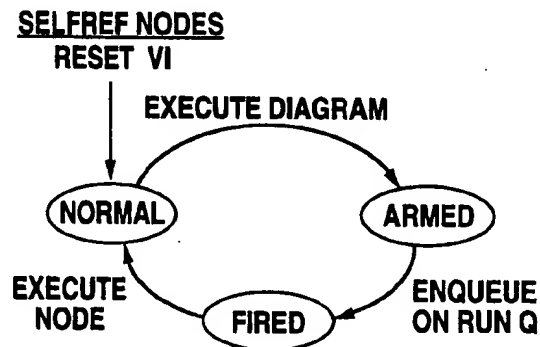 SELFREF NODES
RESET VI
EXECUTE DIAGRAM
NORMAL
ARMED
EXECUTE
NODE
FIRED
ENQUEUE
ON RUN Q